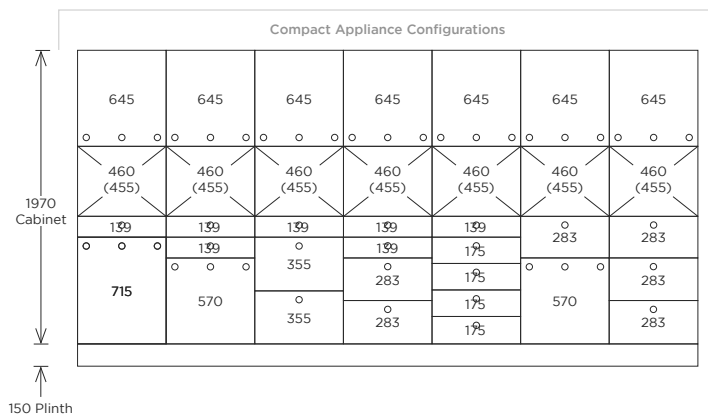 Compact Appliance Configurations
645 645 645 645 645 645 645
460 460 460 460 460 460 460
(455) (455) (455) (455) (455) (455) (455)
1970
Cabinet
139 139 139 139 139 283 283
139 355 139 175
715 570 283 175 570 283
355 283 175 283
175
150 Plinth